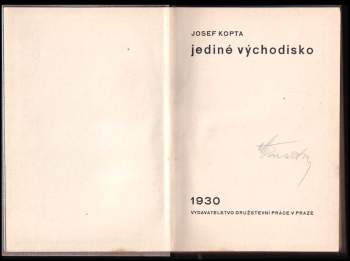 JOSEF KOPTA
jediné východisko
1930
VYDAVATELSTVO DRUŽSTEVNÍ PRÁCE V PRAZE